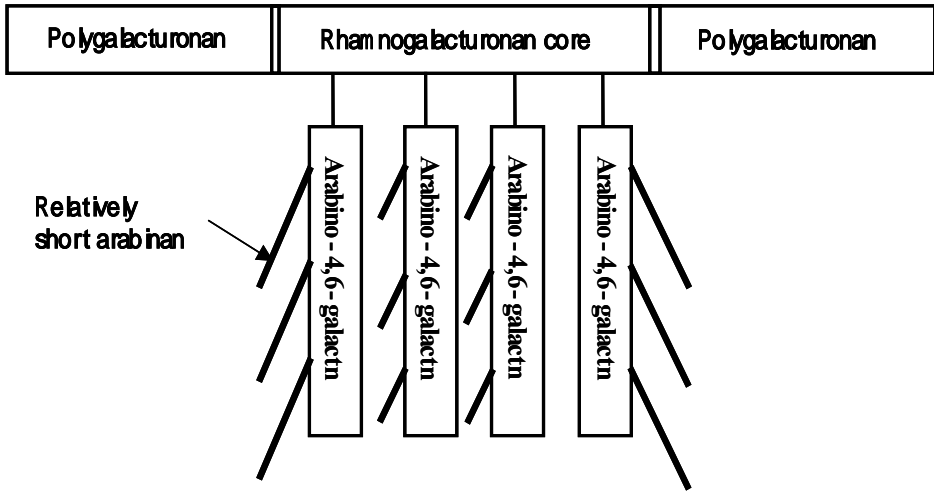 Polygalacturonan
Rhamnogalacturonan core
Polygalacturonan
Arabino-4,6-galactn
Arabino-4,6-galactn
Arabino-4,6-galactn
Arabino-4,6-galactn
Relatively
short arabinan